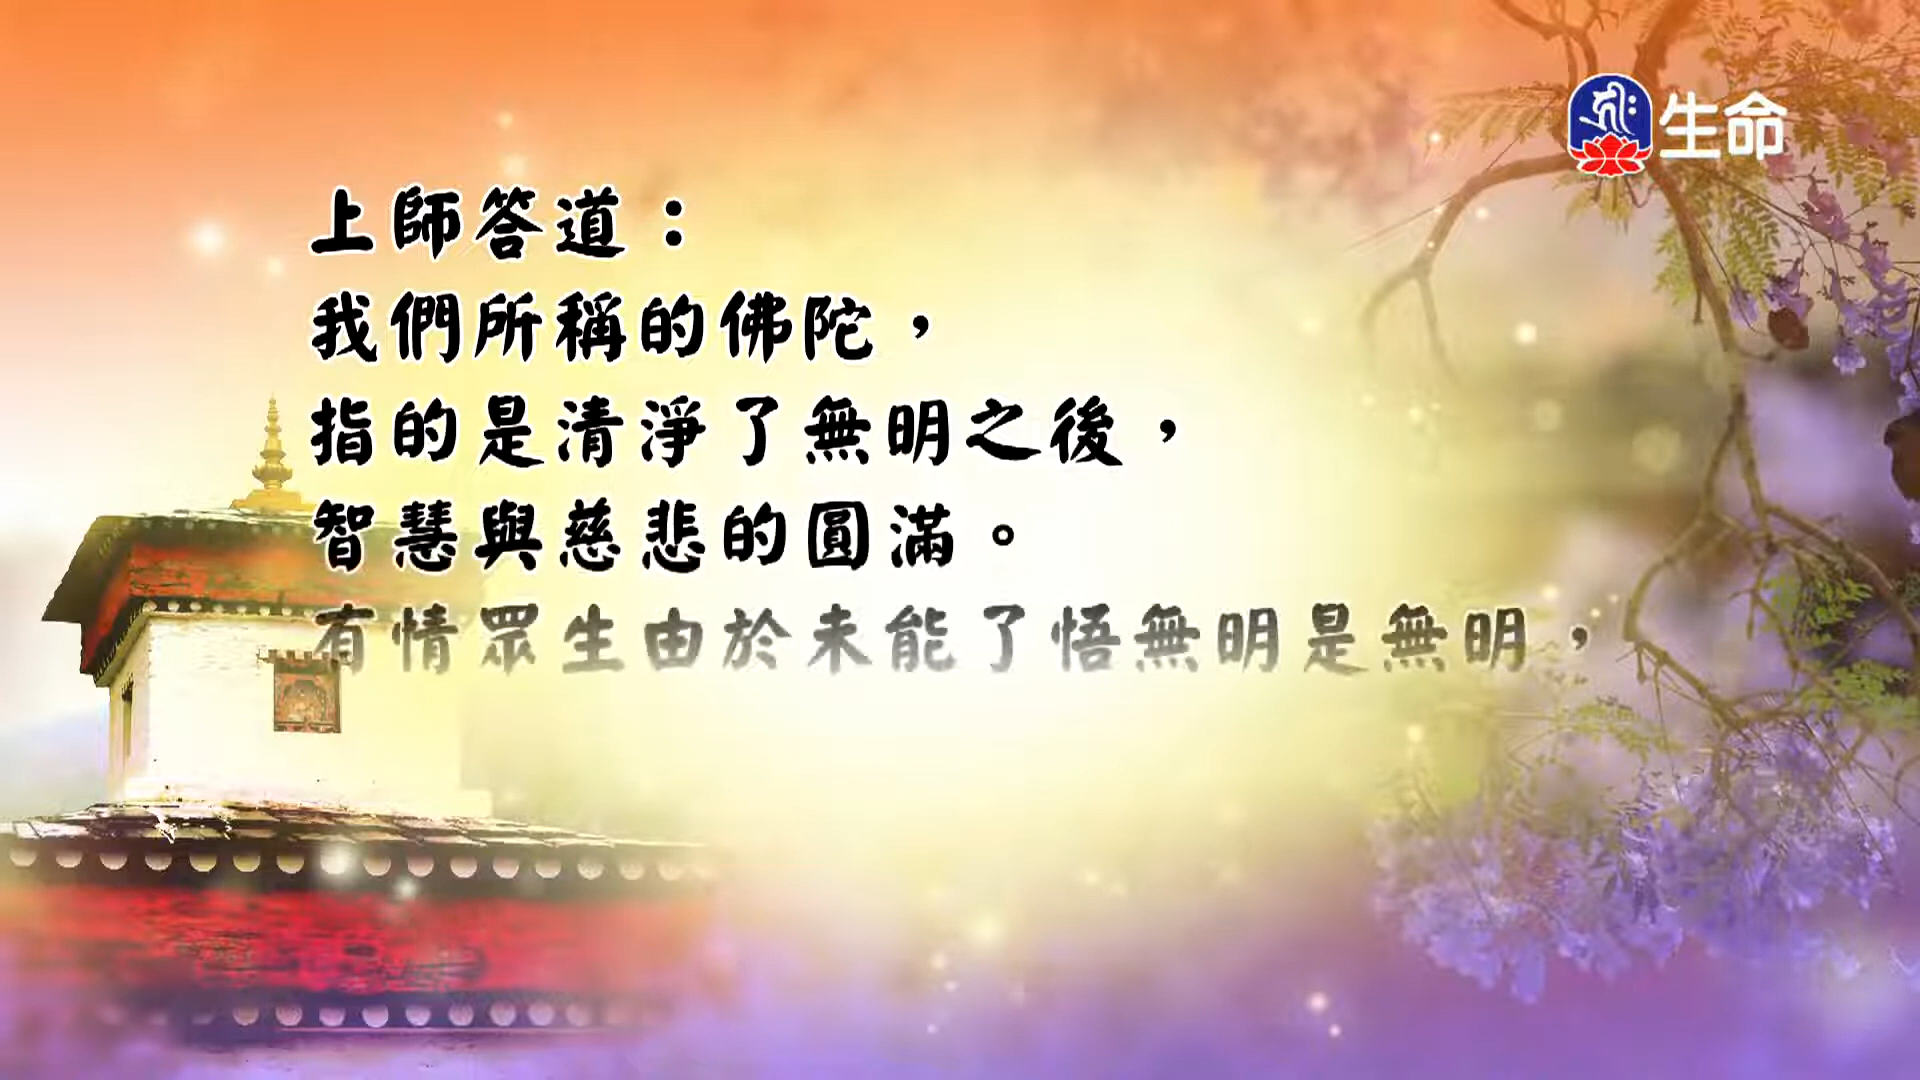 生命
上師答道：
我們所稱的佛陀，
指的是清淨了無明之後，
智慧與慈悲的圓滿。
有情眾生由於未能了悟無明是無明，